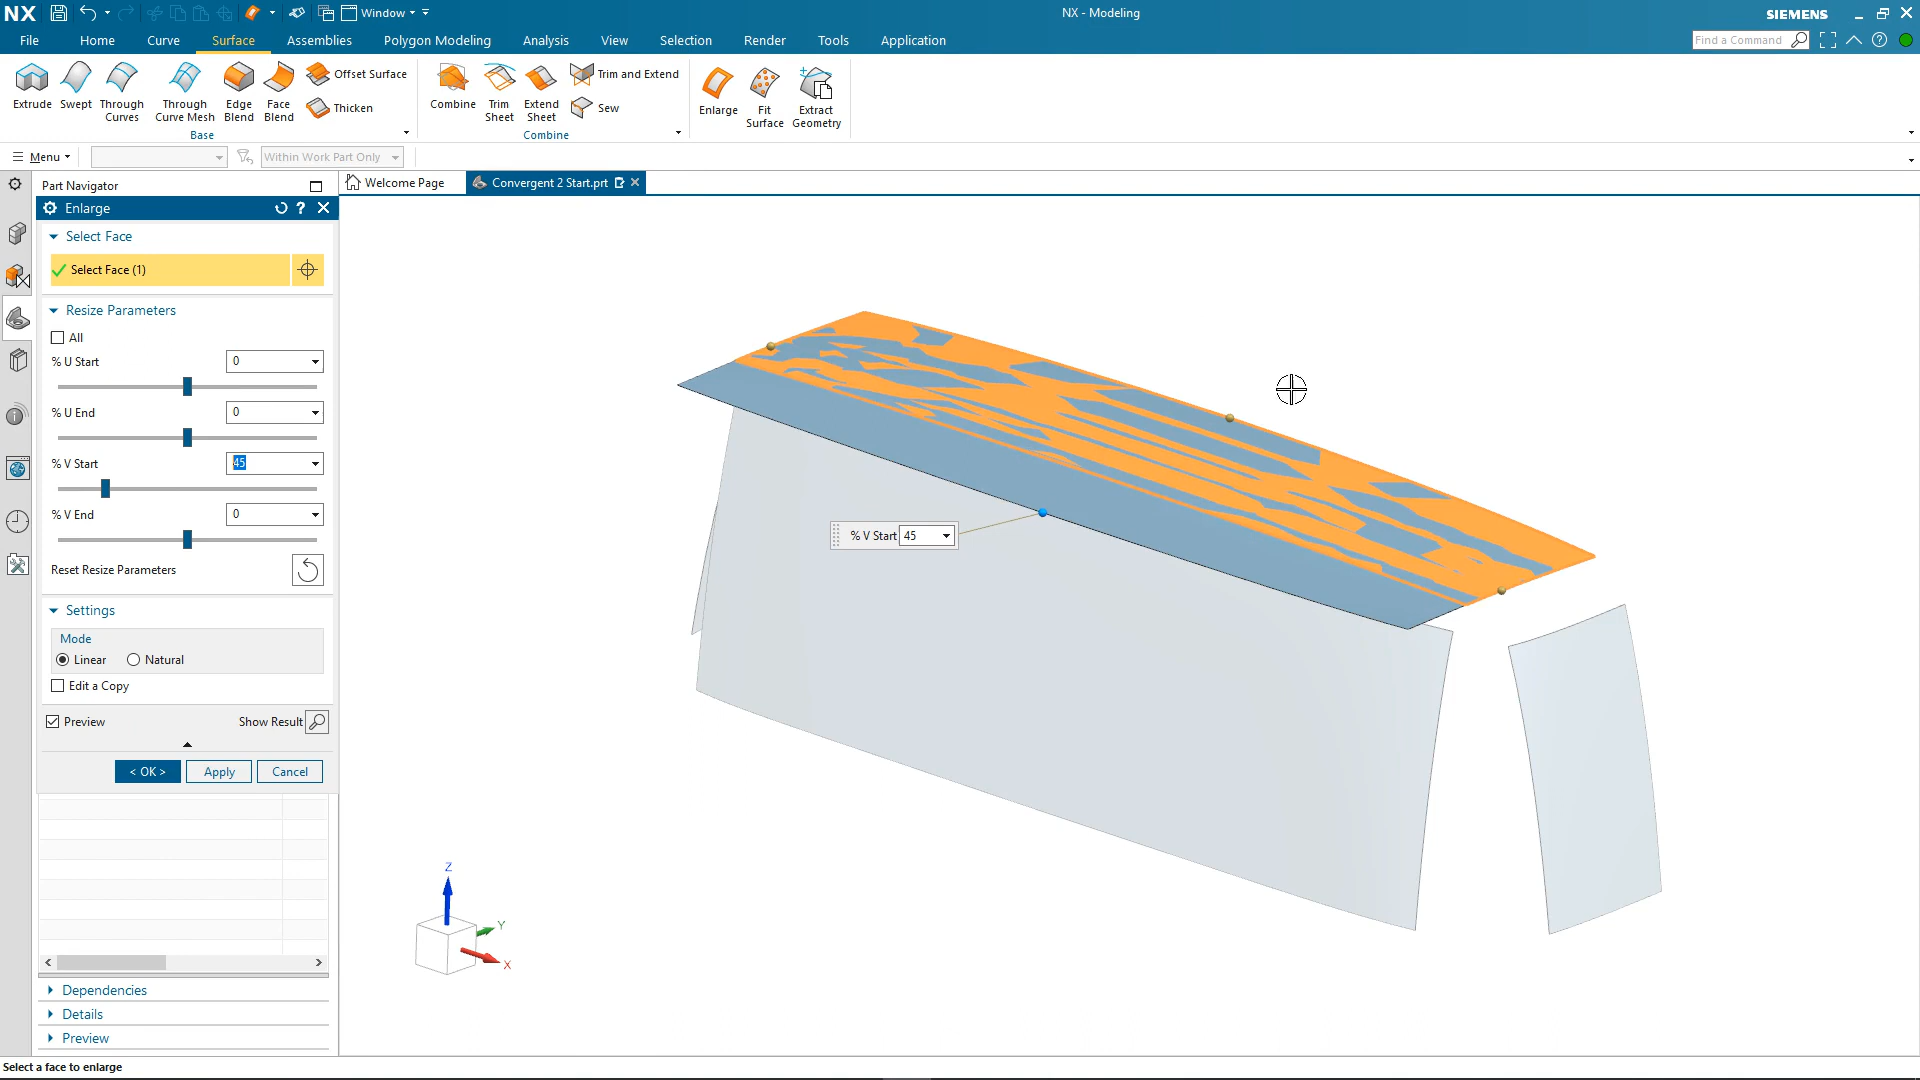 NX Window NX - Modeling SIEMENS
File Home Curve Surface Assemblies Polygon Modeling Analysis View Selection Render Tools Application Find a Command
Extrude Swept Through Curves Through Curve Mesh Edge Blend Face Blend Offset Surface Thicken Combine Trim Sheet Extend Sheet Trim and Extend Sew Enlarge Fit Surface Extract Geometry
Base Combine
Menu Within Work Part Only
Part Navigator Welcome Page Convergent 2 Start.prt
Enlarge
Select Face
Select Face (1)
Resize Parameters
All
% U Start 0
% U End 0
% V Start 45
% V End 0
Reset Resize Parameters
Settings
Mode
Linear Natural
Edit a Copy
Preview Show Result
< OK > Apply Cancel
% V Start 45
Z
Y
X
Dependencies
Details
Preview
Select a face to enlarge